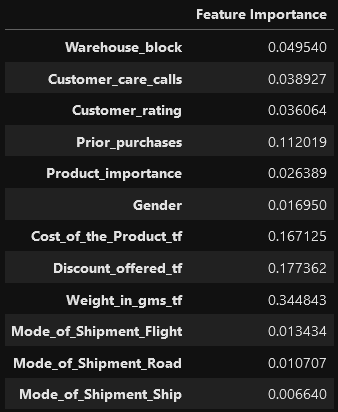 Feature Importance
Warehouse_block 0.049540
Customer_care_calls 0.038927
Customer_rating 0.036064
Prior_purchases 0.112019
Product_importance 0.026389
Gender 0.016950
Cost_of_the_Product_tf 0.167125
Discount_offered_tf 0.177362
Weight_in_gms_tf 0.344843
Mode_of_Shipment_Flight 0.013434
Mode_of_Shipment_Road 0.010707
Mode_of_Shipment_Ship 0.006640